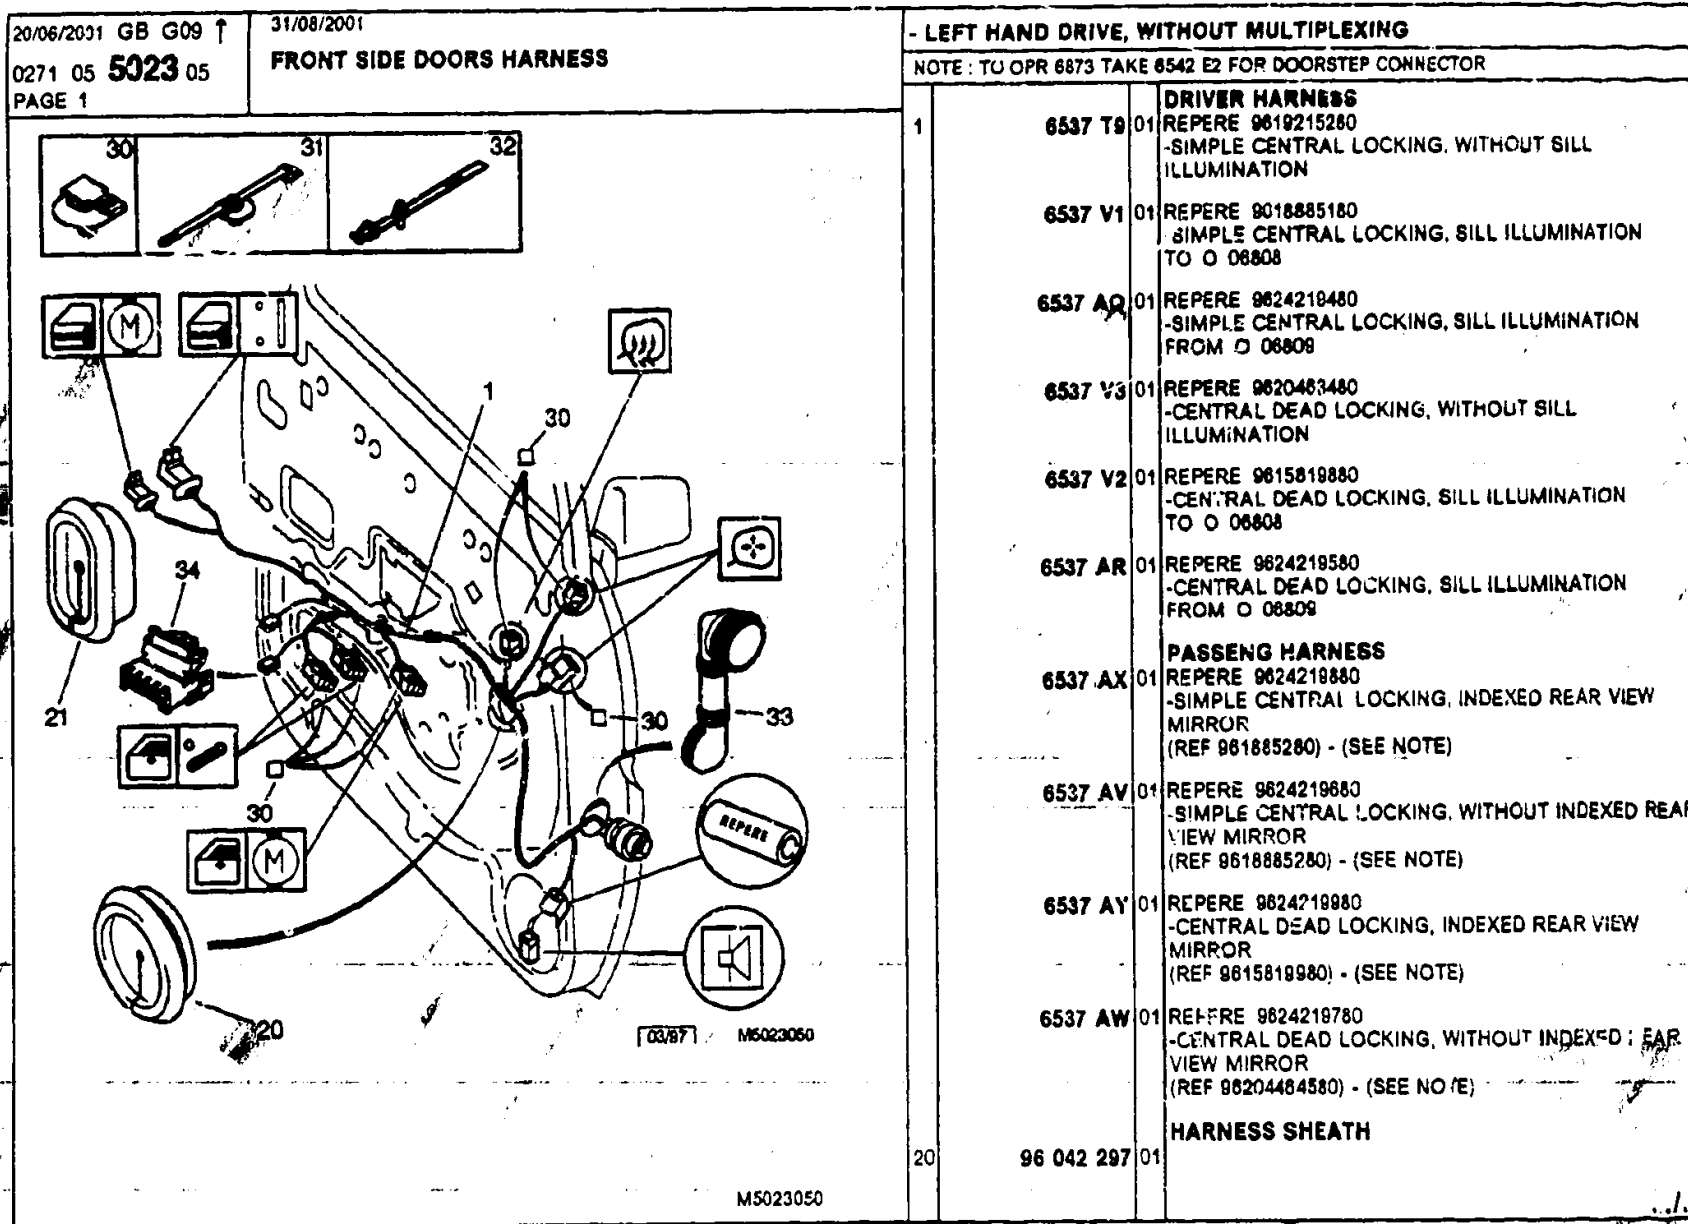 20/06/2001 GB G09 ↑
0271 05 5023 05
PAGE 1
31/08/2001
FRONT SIDE DOORS HARNESS
- LEFT HAND DRIVE, WITHOUT MULTIPLEXING
NOTE : TO OPR 6873 TAKE 6542 E2 FOR DOORSTEP CONNECTOR
30 31 32
M
1
30
34
21
30
33
30
M
REPERE
20
03/97 M5023050
M5023050
DRIVER HARNESS
1 6537 T9 01 REPERE 9619215280
-SIMPLE CENTRAL LOCKING, WITHOUT SILL
ILLUMINATION
6537 V1 01 REPERE 9018885180
-SIMPLE CENTRAL LOCKING, SILL ILLUMINATION
TO O 06808
6537 AQ 01 REPERE 9624219480
-SIMPLE CENTRAL LOCKING, SILL ILLUMINATION
FROM O 06809
6537 V3 01 REPERE 9620463480
-CENTRAL DEAD LOCKING, WITHOUT SILL
ILLUMINATION
6537 V2 01 REPERE 9615819880
-CENTRAL DEAD LOCKING, SILL ILLUMINATION
TO O 06808
6537 AR 01 REPERE 9624219580
-CENTRAL DEAD LOCKING, SILL ILLUMINATION
FROM O 06809
PASSENG HARNESS
6537 AX 01 REPERE 9624219880
-SIMPLE CENTRAL LOCKING, INDEXED REAR VIEW
MIRROR
(REF 961885280) - (SEE NOTE)
6537 AV 01 REPERE 9624219680
-SIMPLE CENTRAL LOCKING, WITHOUT INDEXED REAR
VIEW MIRROR
(REF 9618885280) - (SEE NOTE)
6537 AY 01 REPERE 9624219980
-CENTRAL DEAD LOCKING, INDEXED REAR VIEW
MIRROR
(REF 9615819980) - (SEE NOTE)
6537 AW 01 REPERE 9624219780
-CENTRAL DEAD LOCKING, WITHOUT INDEXED REAR
VIEW MIRROR
(REF 96204464580) - (SEE NOTE)
HARNESS SHEATH
20 96 042 297 01
../.